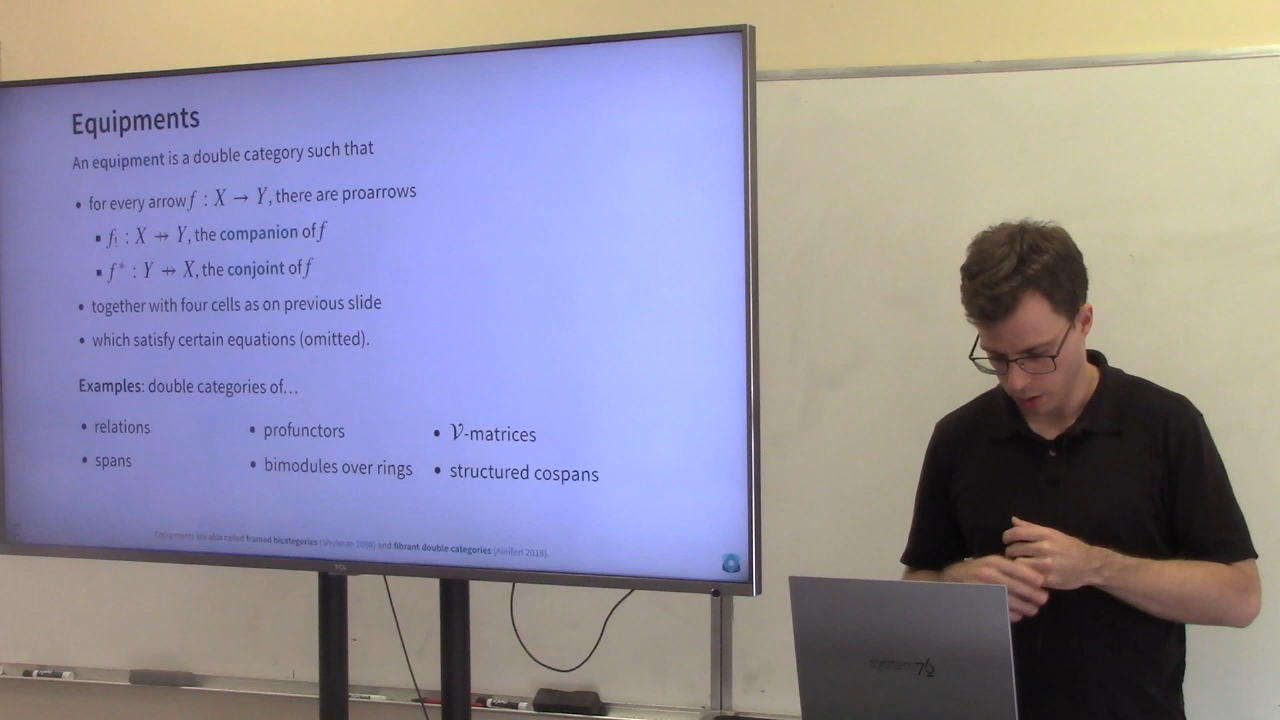 Equipments
An equipment is a double category such that
• for every arrow f : X → Y, there are proarrows
▪ f! : X ⇸ Y, the companion of f
▪ f* : Y ⇸ X, the conjoint of f
• together with four cells as on previous slide
• which satisfy certain equations (omitted).
Examples: double categories of…
• relations • profunctors • 𝒱-matrices
• spans • bimodules over rings • structured cospans
Equipments are also called framed bicategories (Shulman 2008) and fibrant double categories (Aleiferi 2018).
TCL
system76